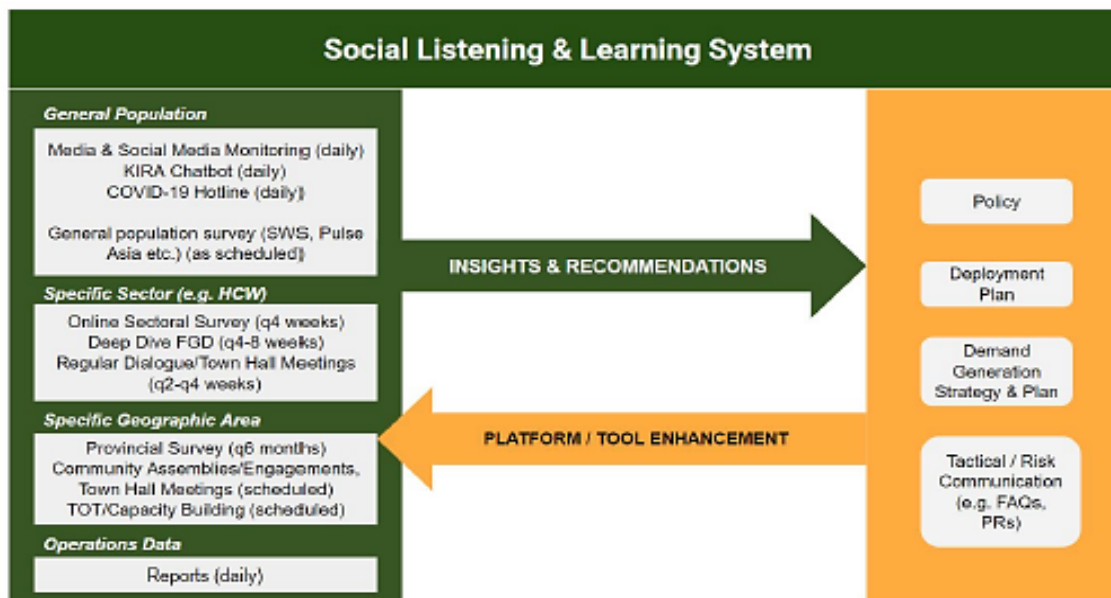 Social Listening & Learning System
General Population
Media & Social Media Monitoring (daily)
KIRA Chatbot (daily)
COVID-19 Hotline (daily)
General population survey (SWS, Pulse
Asia etc.) (as scheduled)
Specific Sector (e.g. HCW)
Online Sectoral Survey (q4 weeks)
Deep Dive FGD (q4-8 weeks)
Regular Dialogue/Town Hall Meetings
(q2-q4 weeks)
Specific Geographic Area
Provincial Survey (q6 months)
Community Assemblies/Engagements,
Town Hall Meetings (scheduled)
TOT/Capacity Building (scheduled)
Operations Data
Reports (daily)
INSIGHTS & RECOMMENDATIONS
PLATFORM / TOOL ENHANCEMENT
Policy
Deployment
Plan
Demand
Generation
Strategy & Plan
Tactical / Risk
Communication
(e.g. FAQs,
PRs)